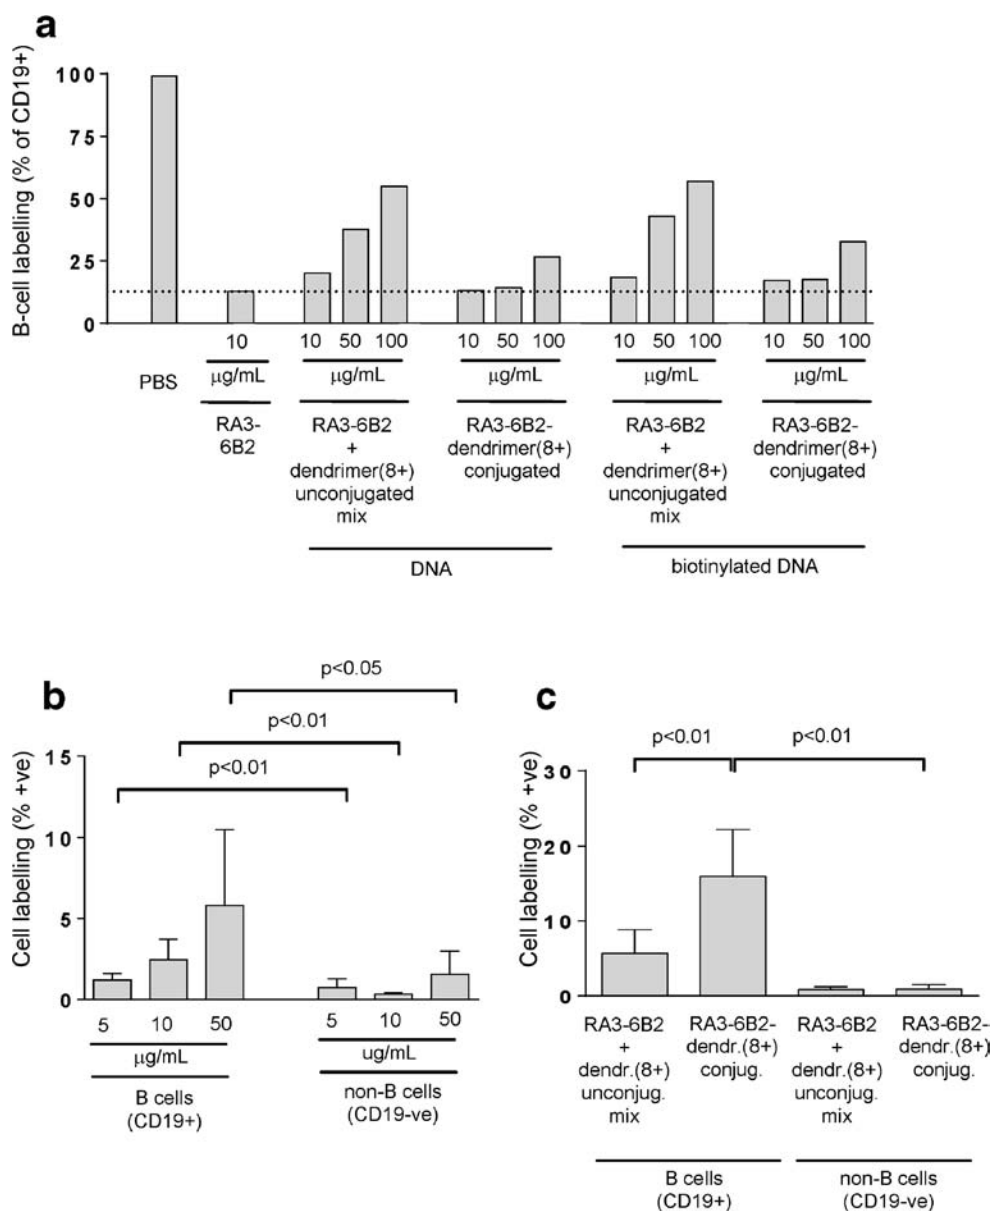 a
B-cell labelling (% of CD19+)
100
75
50
25
0
10 10 50 100 10 50 100 10 50 100 10 50 100
PBS
μg/mL μg/mL μg/mL μg/mL μg/mL
RA3-
6B2
RA3-6B2
+
dendrimer(8+)
unconjugated
mix
RA3-6B2-
dendrimer(8+)
conjugated
RA3-6B2
+
dendrimer(8+)
unconjugated
mix
RA3-6B2-
dendrimer(8+)
conjugated
DNA
biotinylated DNA
b
p<0.05
p<0.01
p<0.01
Cell labelling (% +ve)
15
10
5
0
5 10 50 5 10 50
μg/mL ug/mL
B cells
(CD19+)
non-B cells
(CD19-ve)
c
p<0.01 p<0.01
Cell labelling (% +ve)
30
20
10
0
RA3-6B2
+
dendr.(8+)
unconjug.
mix
RA3-6B2-
dendr.(8+)
conjug.
RA3-6B2
+
dendr.(8+)
unconjug.
mix
RA3-6B2-
dendr.(8+)
conjug.
B cells
(CD19+)
non-B cells
(CD19-ve)